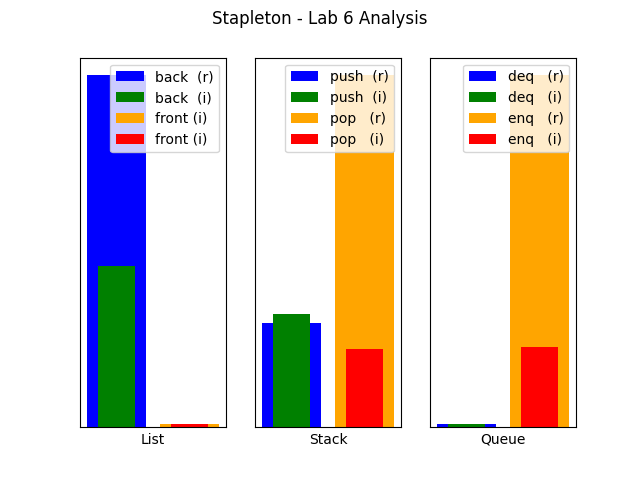 Stapleton - Lab 6 Analysis
back  (r)
back  (i)
front (i)
front (i)
push  (r)
push  (i)
pop   (r)
pop   (i)
deq   (r)
deq   (i)
enq   (r)
enq   (i)
List
Stack
Queue